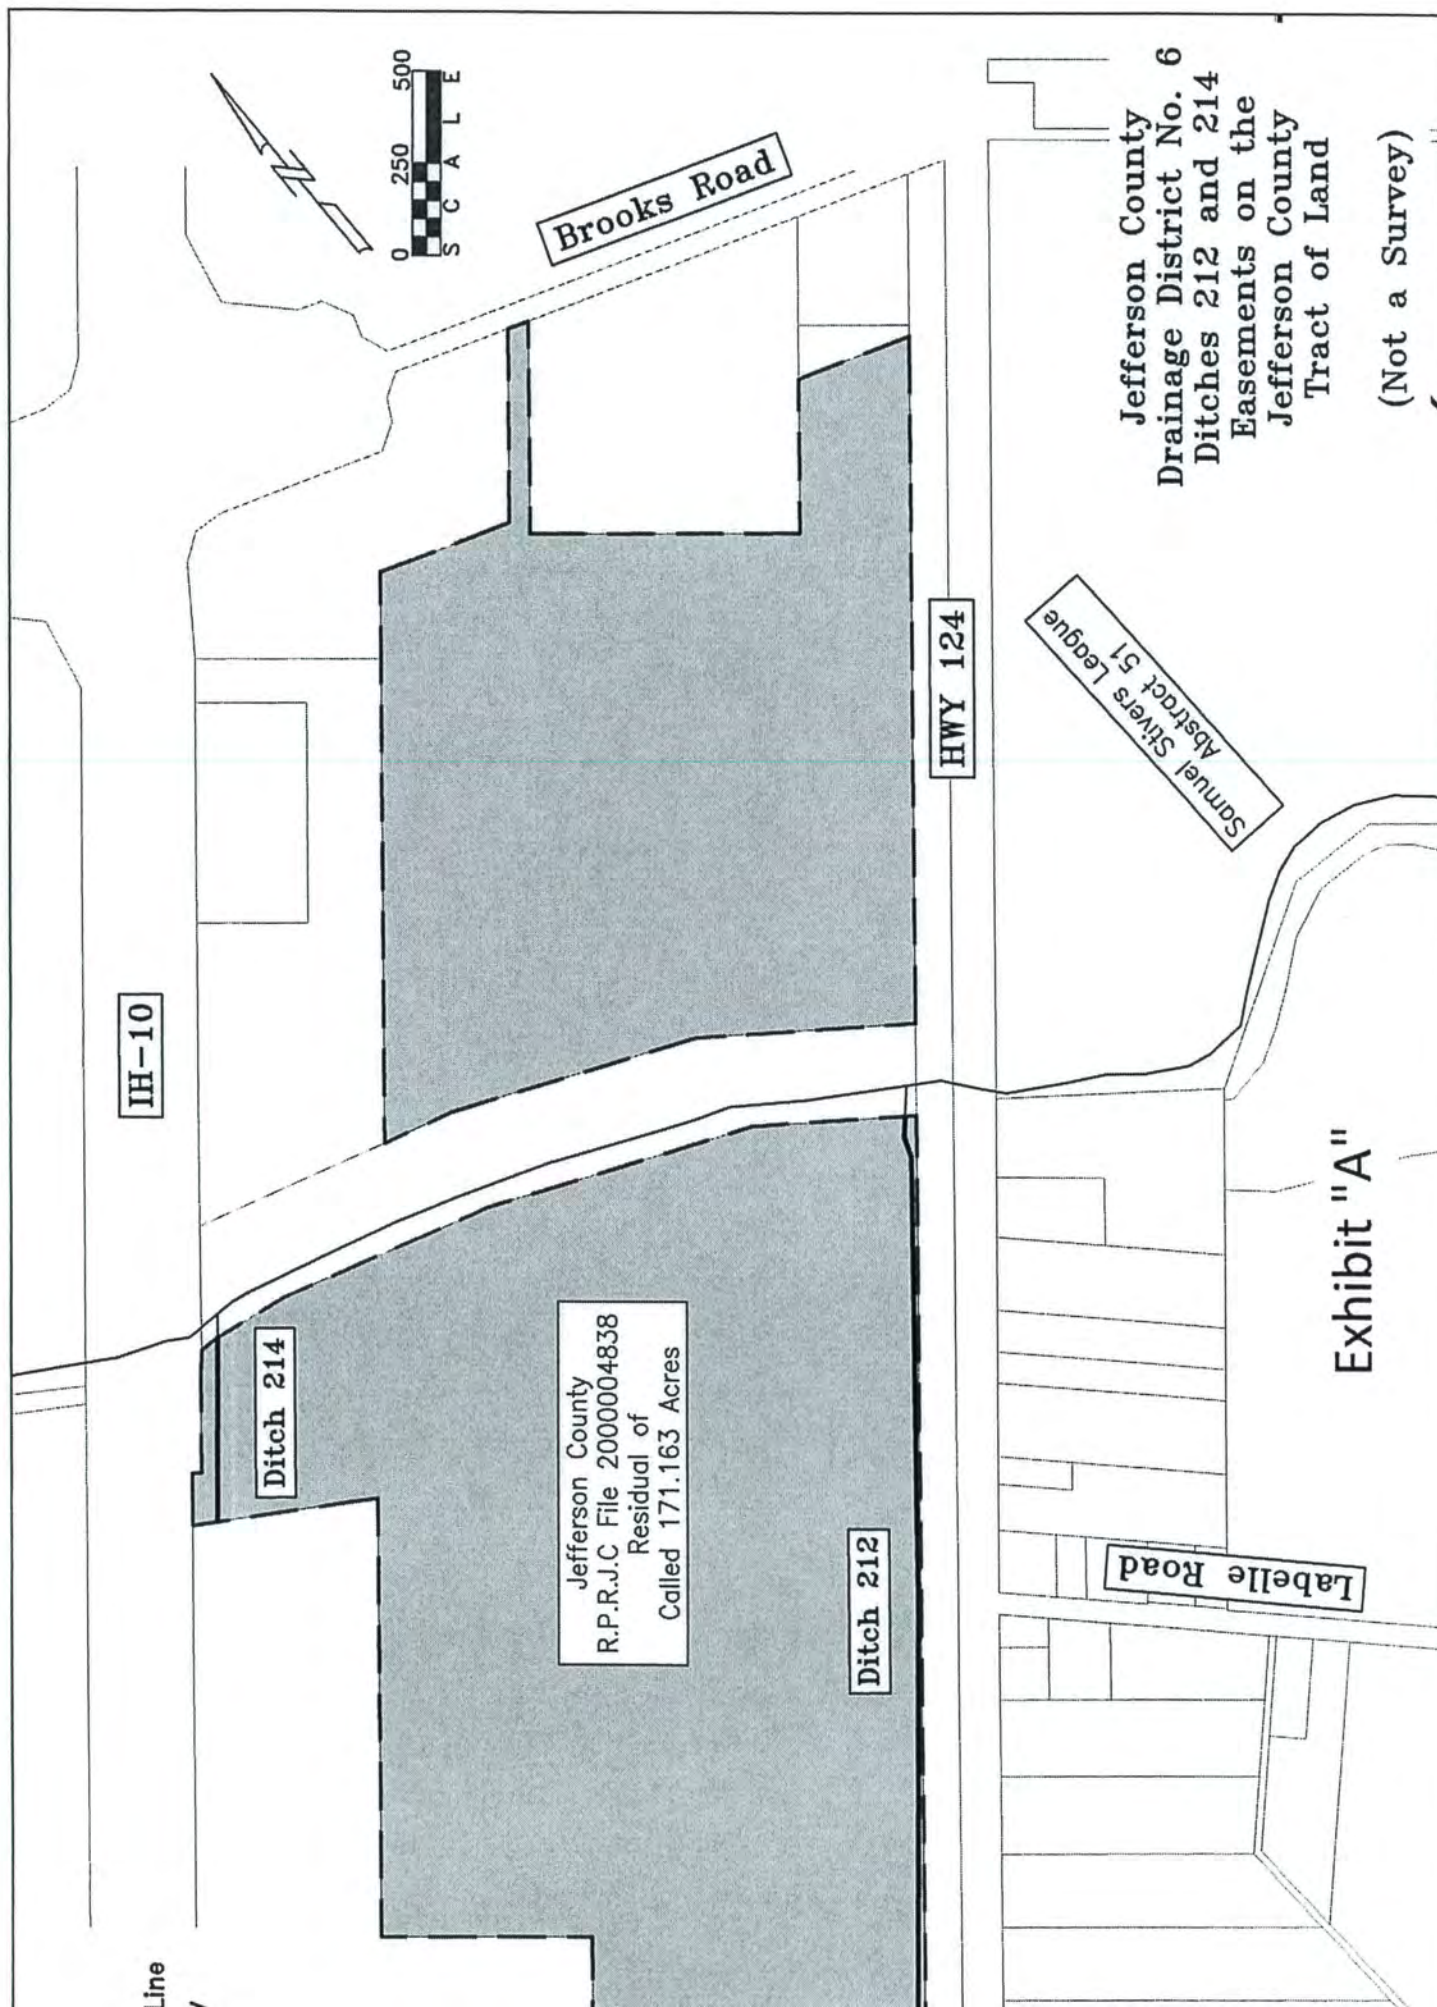 0 250 500
S C A L E
Brooks Road
IH-10
HWY 124
Jefferson County
Drainage District No. 6
Ditches 212 and 214
Easements on the
Jefferson County
Tract of Land
(Not a Survey)
Samuel Stivers League
Abstract 51
Ditch 214
Jefferson County
R.P.R.J.C File 2000004838
Residual of
Called 171.163 Acres
Ditch 212
Labelle Road
Exhibit "A"
Line